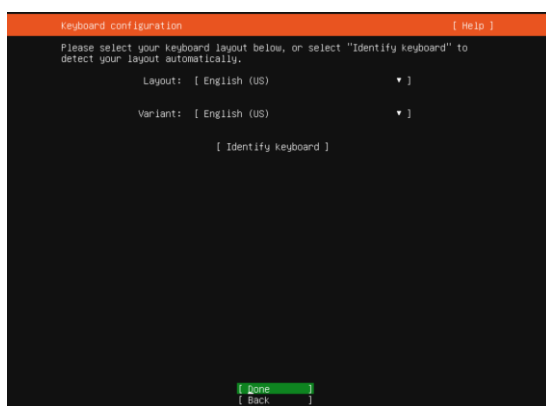 Keyboard configuration [ Help ]
Please select your keyboard layout below, or select "Identify keyboard" to
detect your layout automatically.
Layout: [ English (US) ▾ ]
Variant: [ English (US) ▾ ]
[ Identify keyboard ]
[ Done ]
[ Back ]